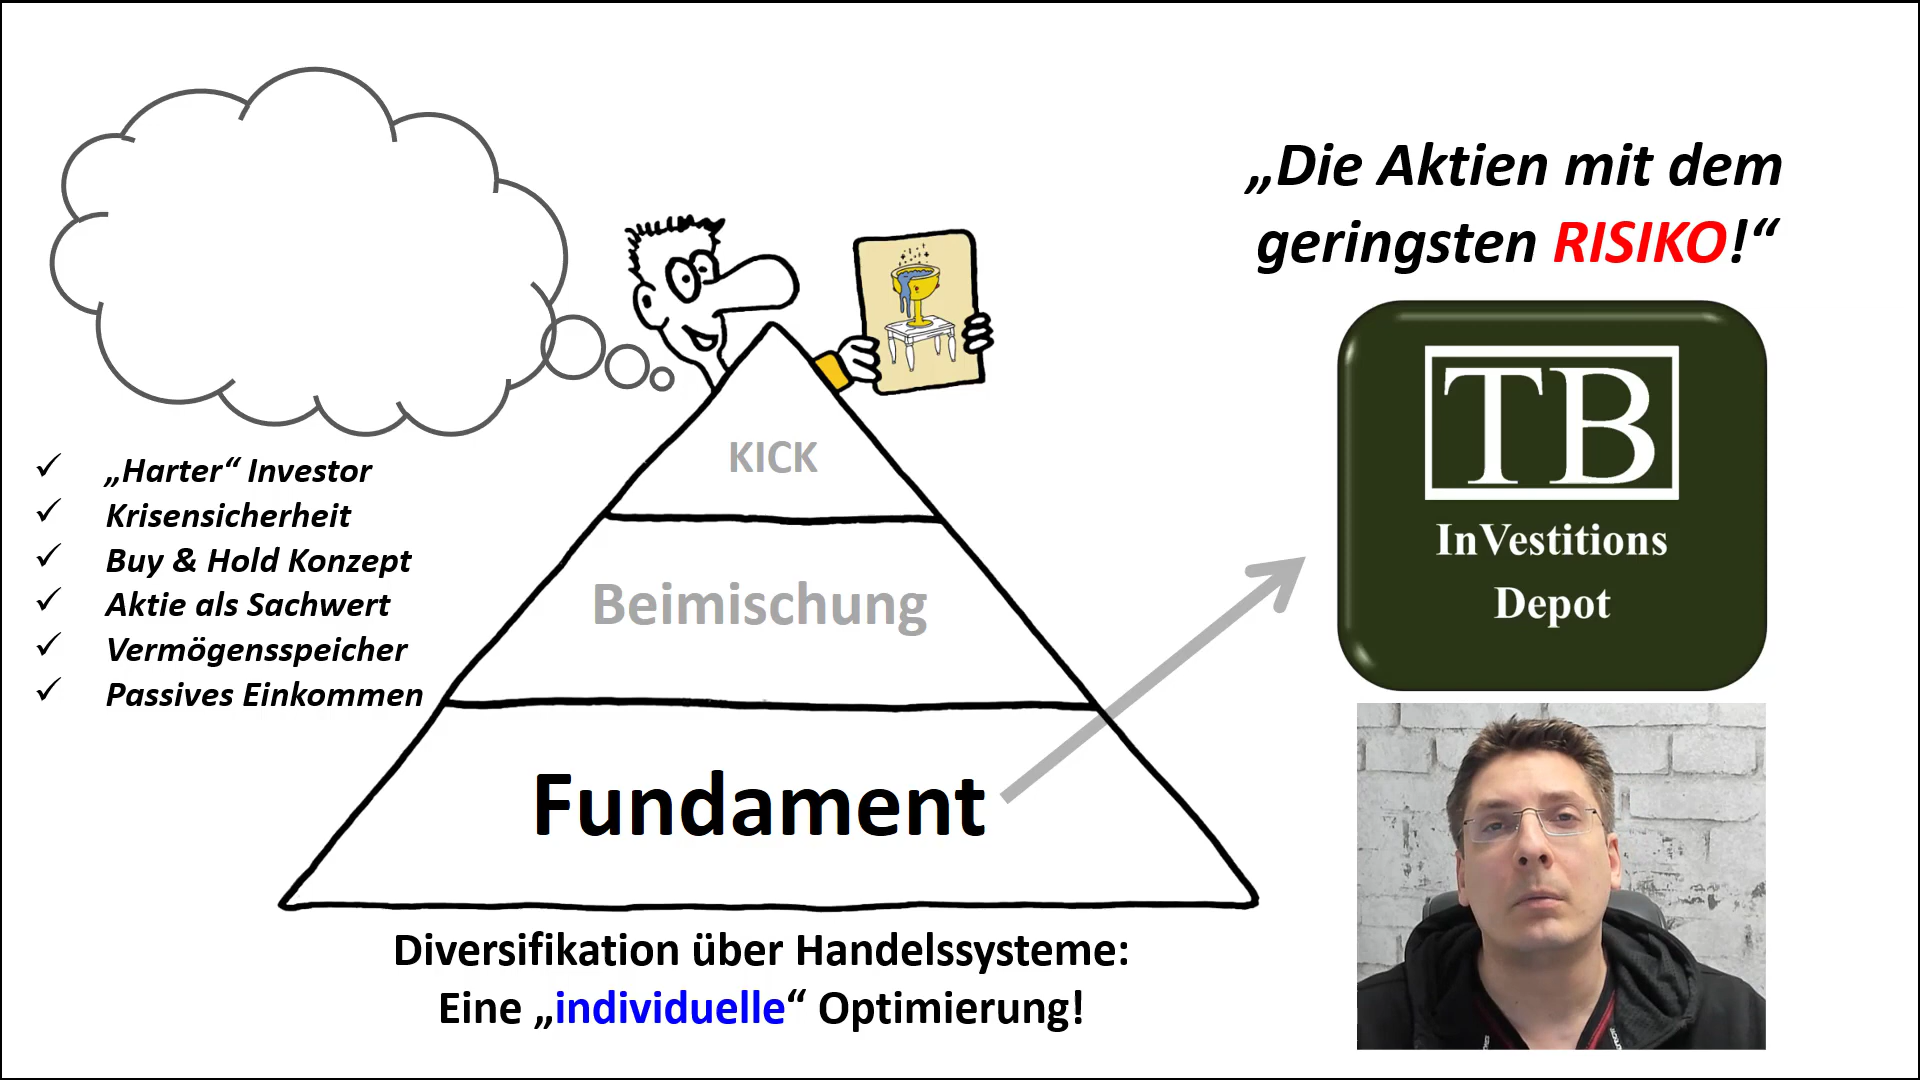 „Die Aktien mit dem
geringsten RISIKO!“
TB
InVestitions
Depot
KICK
Beimischung
Fundament
„Harter“ Investor
Krisensicherheit
Buy & Hold Konzept
Aktie als Sachwert
Vermögensspeicher
Passives Einkommen
Diversifikation über Handelssysteme:
Eine „individuelle“ Optimierung!